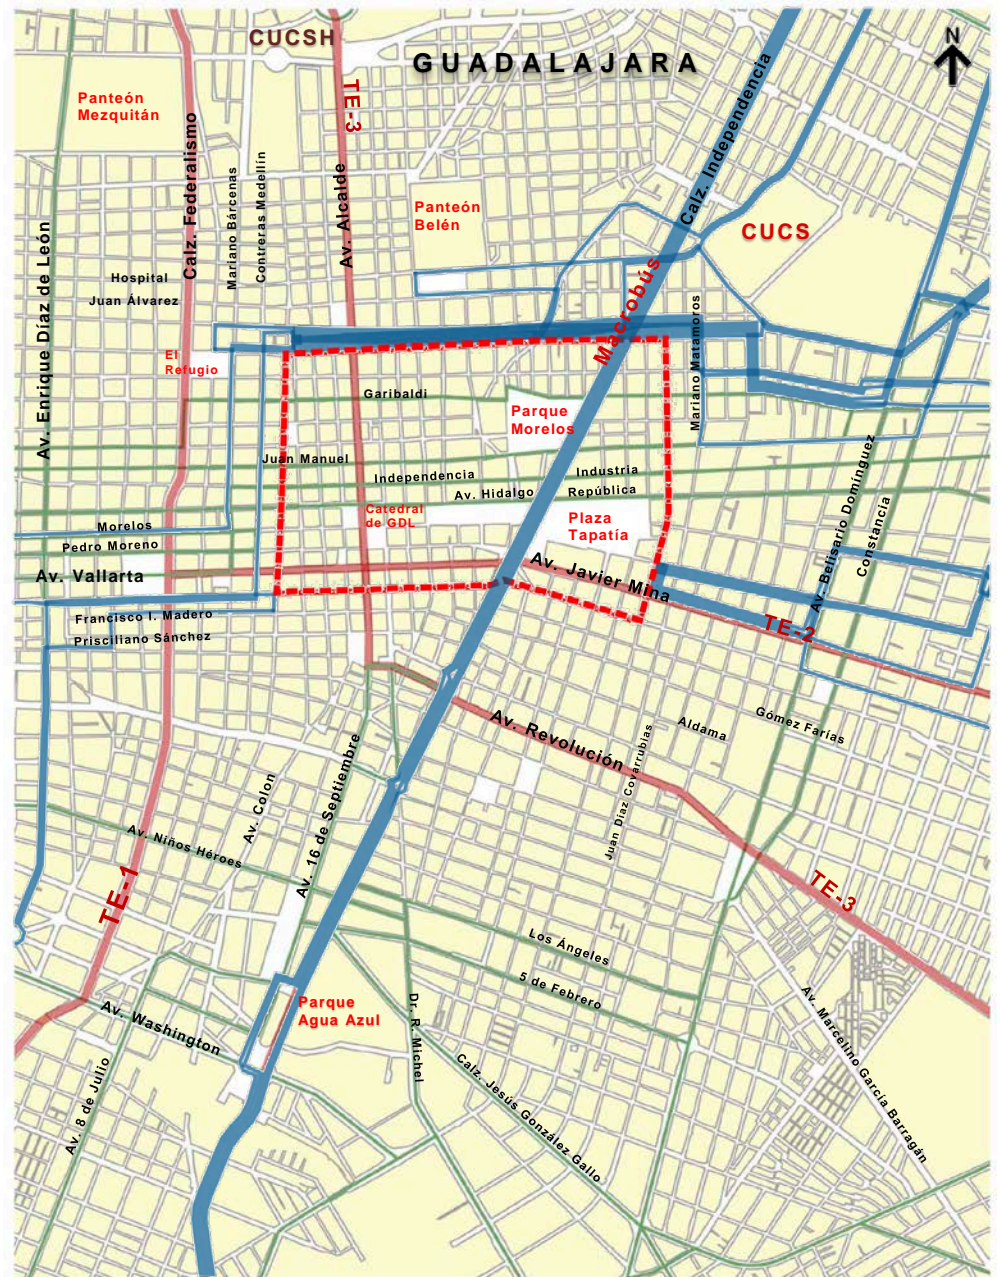 CUCSH
GUADALAJARA
N
TE-3
Panteón
Mezquitán
Calz. Independencia
Calz. Federalismo
Mariano Bárcenas
Contreras Medellín
Av. Alcalde
Panteón
Belén
CUCS
Av. Enrique Díaz de León
Hospital
Juan Álvarez
Macrobús
Mariano Matamoros
El
Refugio
Garibaldi
Parque
Morelos
Juan Manuel
Independencia
Industria
Av. Hidalgo
República
Catedral
de GDL
Plaza
Tapatía
Av. Belisario Domínguez
Constancia
Morelos
Pedro Moreno
Av. Vallarta
Av. Javier Mina
Francisco I. Madero
Prisciliano Sánchez
TE-2
Av. Revolución
Aldama
Gómez Farías
Juan Díaz Covarrubias
Av. Colon
Av. 16 de Septiembre
Av. Niños Héroes
TE-1
TE-3
Los Ángeles
5 de Febrero
Parque
Agua Azul
Av. Washington
Dr. R. Michel
Av. Marcelino García Barragán
Calz. Jesús González Gallo
Av. 8 de Julio